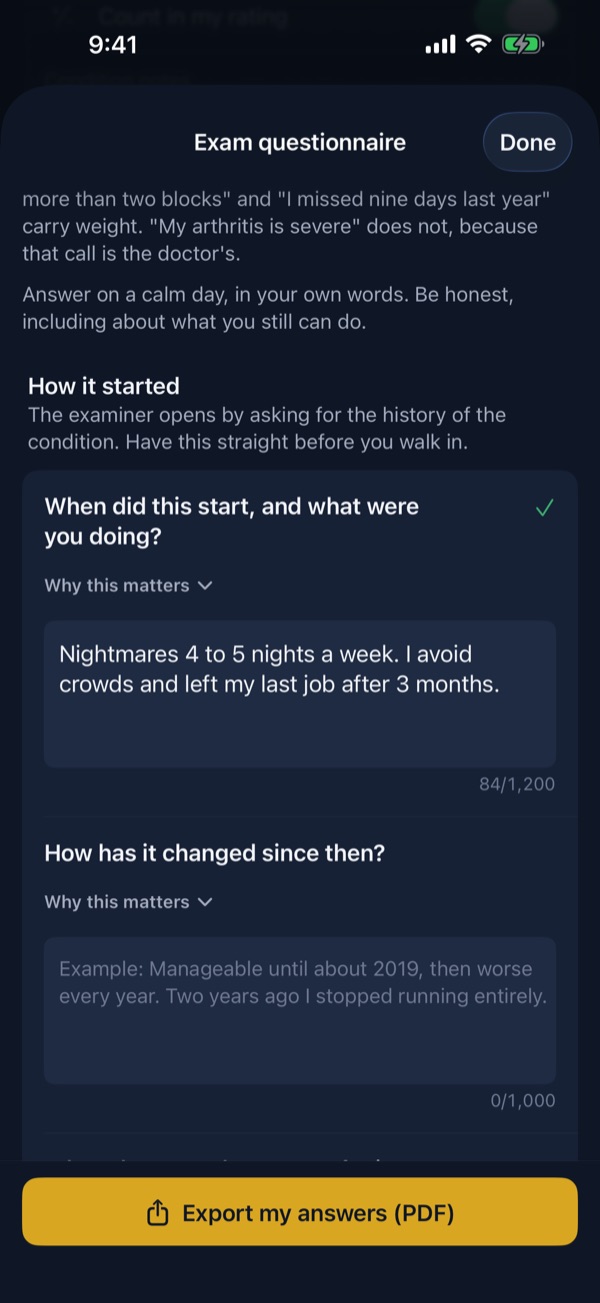 Count in my rating
9:41
Exam questionnaire
Done
more than two blocks" and "I missed nine days last year"
carry weight. "My arthritis is severe" does not, because
that call is the doctor's.
Answer on a calm day, in your own words. Be honest,
including about what you still can do.
How it started
The examiner opens by asking for the history of the
condition. Have this straight before you walk in.
When did this start, and what were
you doing?
Why this matters
Nightmares 4 to 5 nights a week. I avoid
crowds and left my last job after 3 months.
84/1,200
How has it changed since then?
Why this matters
Example: Manageable until about 2019, then worse
every year. Two years ago I stopped running entirely.
0/1,000
Export my answers (PDF)